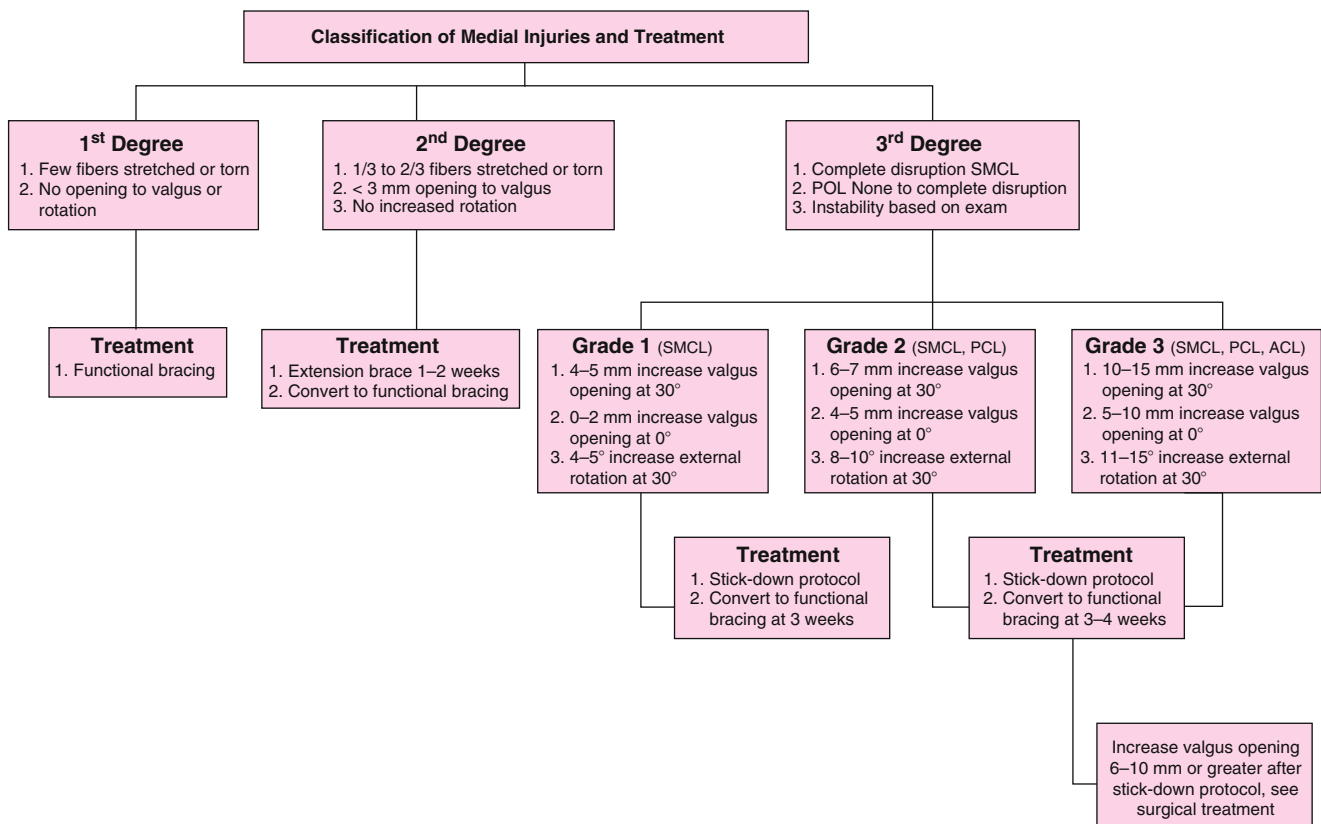 Classification of Medial Injuries and Treatment
1st Degree
1. Few fibers stretched or torn
2. No opening to valgus or
rotation
2nd Degree
1. 1/3 to 2/3 fibers stretched or torn
2. < 3 mm opening to valgus
3. No increased rotation
3rd Degree
1. Complete disruption SMCL
2. POL None to complete disruption
3. Instability based on exam
Treatment
1. Functional bracing
Treatment
1. Extension brace 1–2 weeks
2. Convert to functional bracing
Grade 1 (SMCL)
1. 4–5 mm increase valgus
opening at 30°
2. 0–2 mm increase valgus
opening at 0°
3. 4–5° increase external
rotation at 30°
Grade 2 (SMCL, PCL)
1. 6–7 mm increase valgus
opening at 30°
2. 4–5 mm increase valgus
opening at 0°
3. 8–10° increase external
rotation at 30°
Grade 3 (SMCL, PCL, ACL)
1. 10–15 mm increase valgus
opening at 30°
2. 5–10 mm increase valgus
opening at 0°
3. 11–15° increase external
rotation at 30°
Treatment
1. Stick-down protocol
2. Convert to functional
bracing at 3 weeks
Treatment
1. Stick-down protocol
2. Convert to functional
bracing at 3–4 weeks
Increase valgus opening
6–10 mm or greater after
stick-down protocol, see
surgical treatment